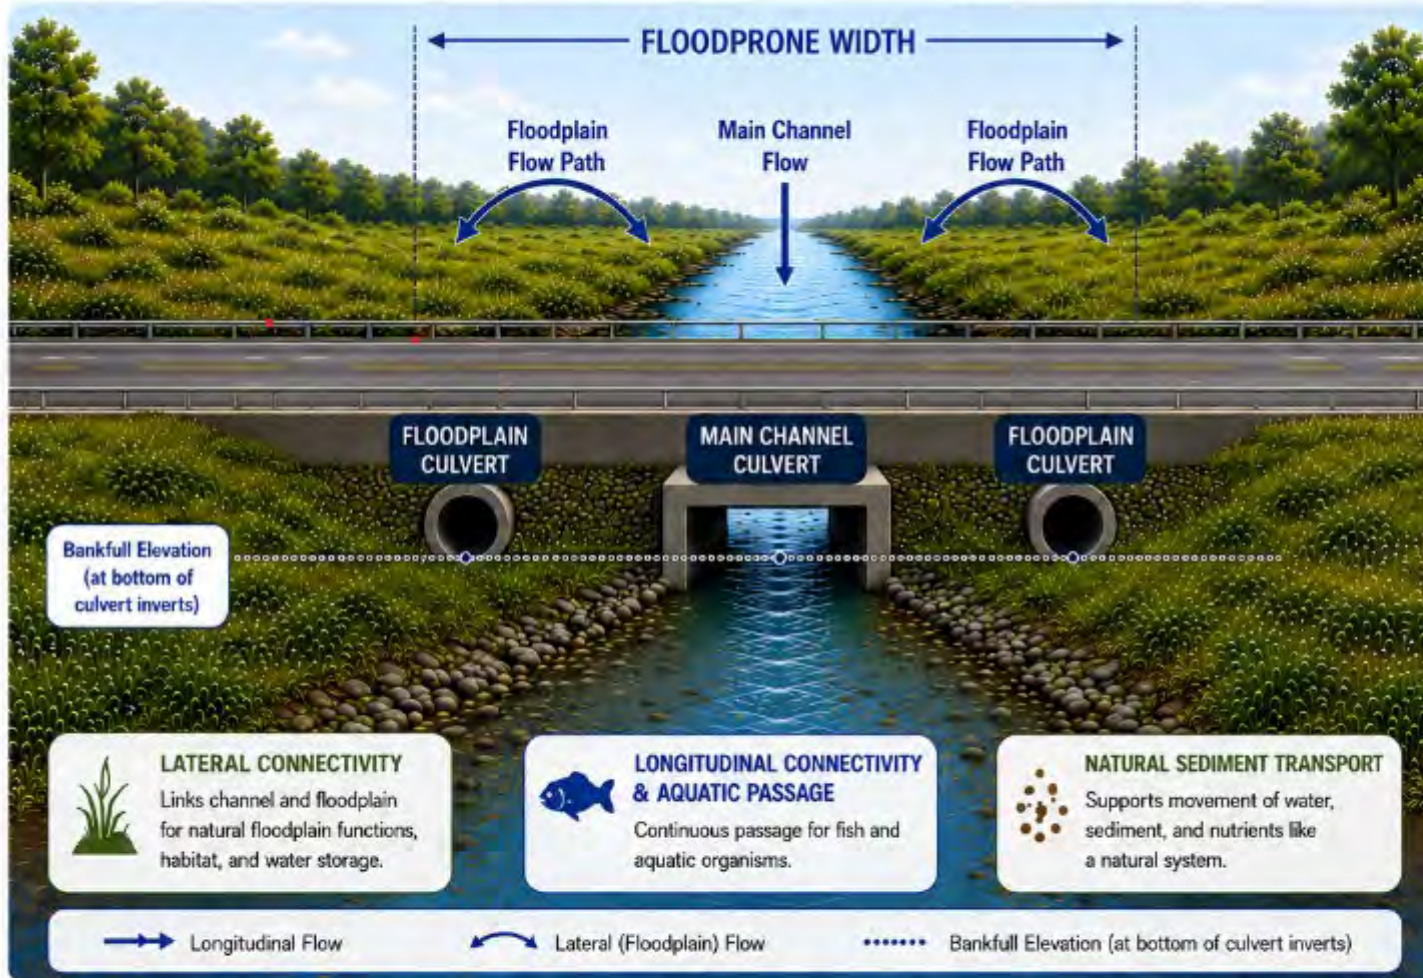 FLOODPRONE WIDTH
Floodplain
Flow Path
Main Channel
Flow
Floodplain
Flow Path
FLOODPLAIN
CULVERT
MAIN CHANNEL
CULVERT
FLOODPLAIN
CULVERT
Bankfull Elevation
(at bottom of
culvert inverts)
LATERAL CONNECTIVITY
Links channel and floodplain
for natural floodplain functions,
habitat, and water storage.
LONGITUDINAL CONNECTIVITY
& AQUATIC PASSAGE
Continuous passage for fish and
aquatic organisms.
NATURAL SEDIMENT TRANSPORT
Supports movement of water,
sediment, and nutrients like
a natural system.
Longitudinal Flow
Lateral (Floodplain) Flow
Bankfull Elevation (at bottom of culvert inverts)